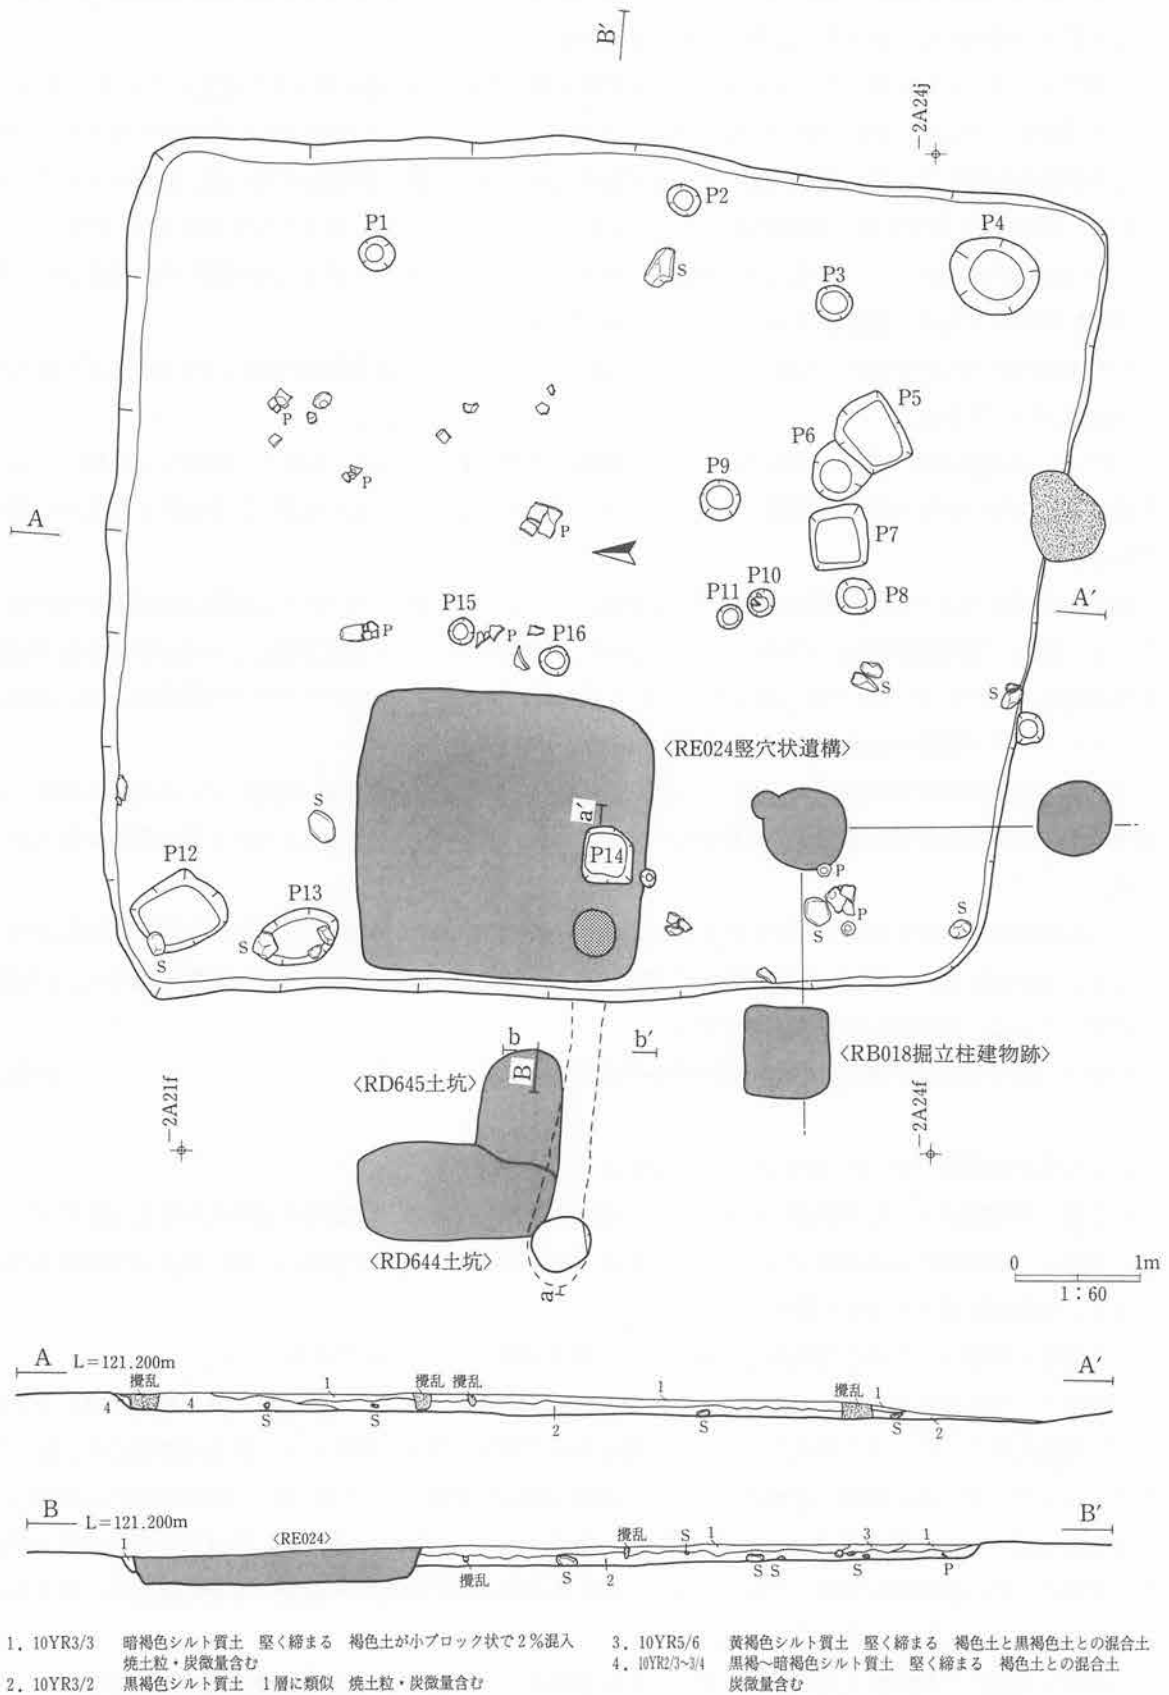 B'
-2A24j
P1
P2
P4
S
P3
P5
P
P6
P9
P
P
P7
A
P10
P11
P8
A'
P15
P
P
P16
S
S
〈RE024竪穴状遺構〉
S
a'
P12
P14
P13
P
S
S
P
S
S
b
b'
B
〈RD645土坑〉
〈RB018掘立柱建物跡〉
-2A21f
-2A24f
〈RD644土坑〉
a
0 1m
1：60
A L=121.200m A'
攪乱 1 攪乱 攪乱 1 攪乱 1
4 4 S S 2 S S 2
B L=121.200m B'
1 〈RE024〉 攪乱 S 1 3 1
攪乱 S 2 S S S P
1．10YR3/3 暗褐色シルト質土 堅く締まる 褐色土が小ブロック状で2％混入
焼土粒・炭微量含む
2．10YR3/2 黒褐色シルト質土 1層に類似 焼土粒・炭微量含む
3．10YR5/6 黄褐色シルト質土 堅く締まる 褐色土と黒褐色土との混合土
4．10YR2/3~3/4 黒褐～暗褐色シルト質土 堅く締まる 褐色土との混合土
炭微量含む